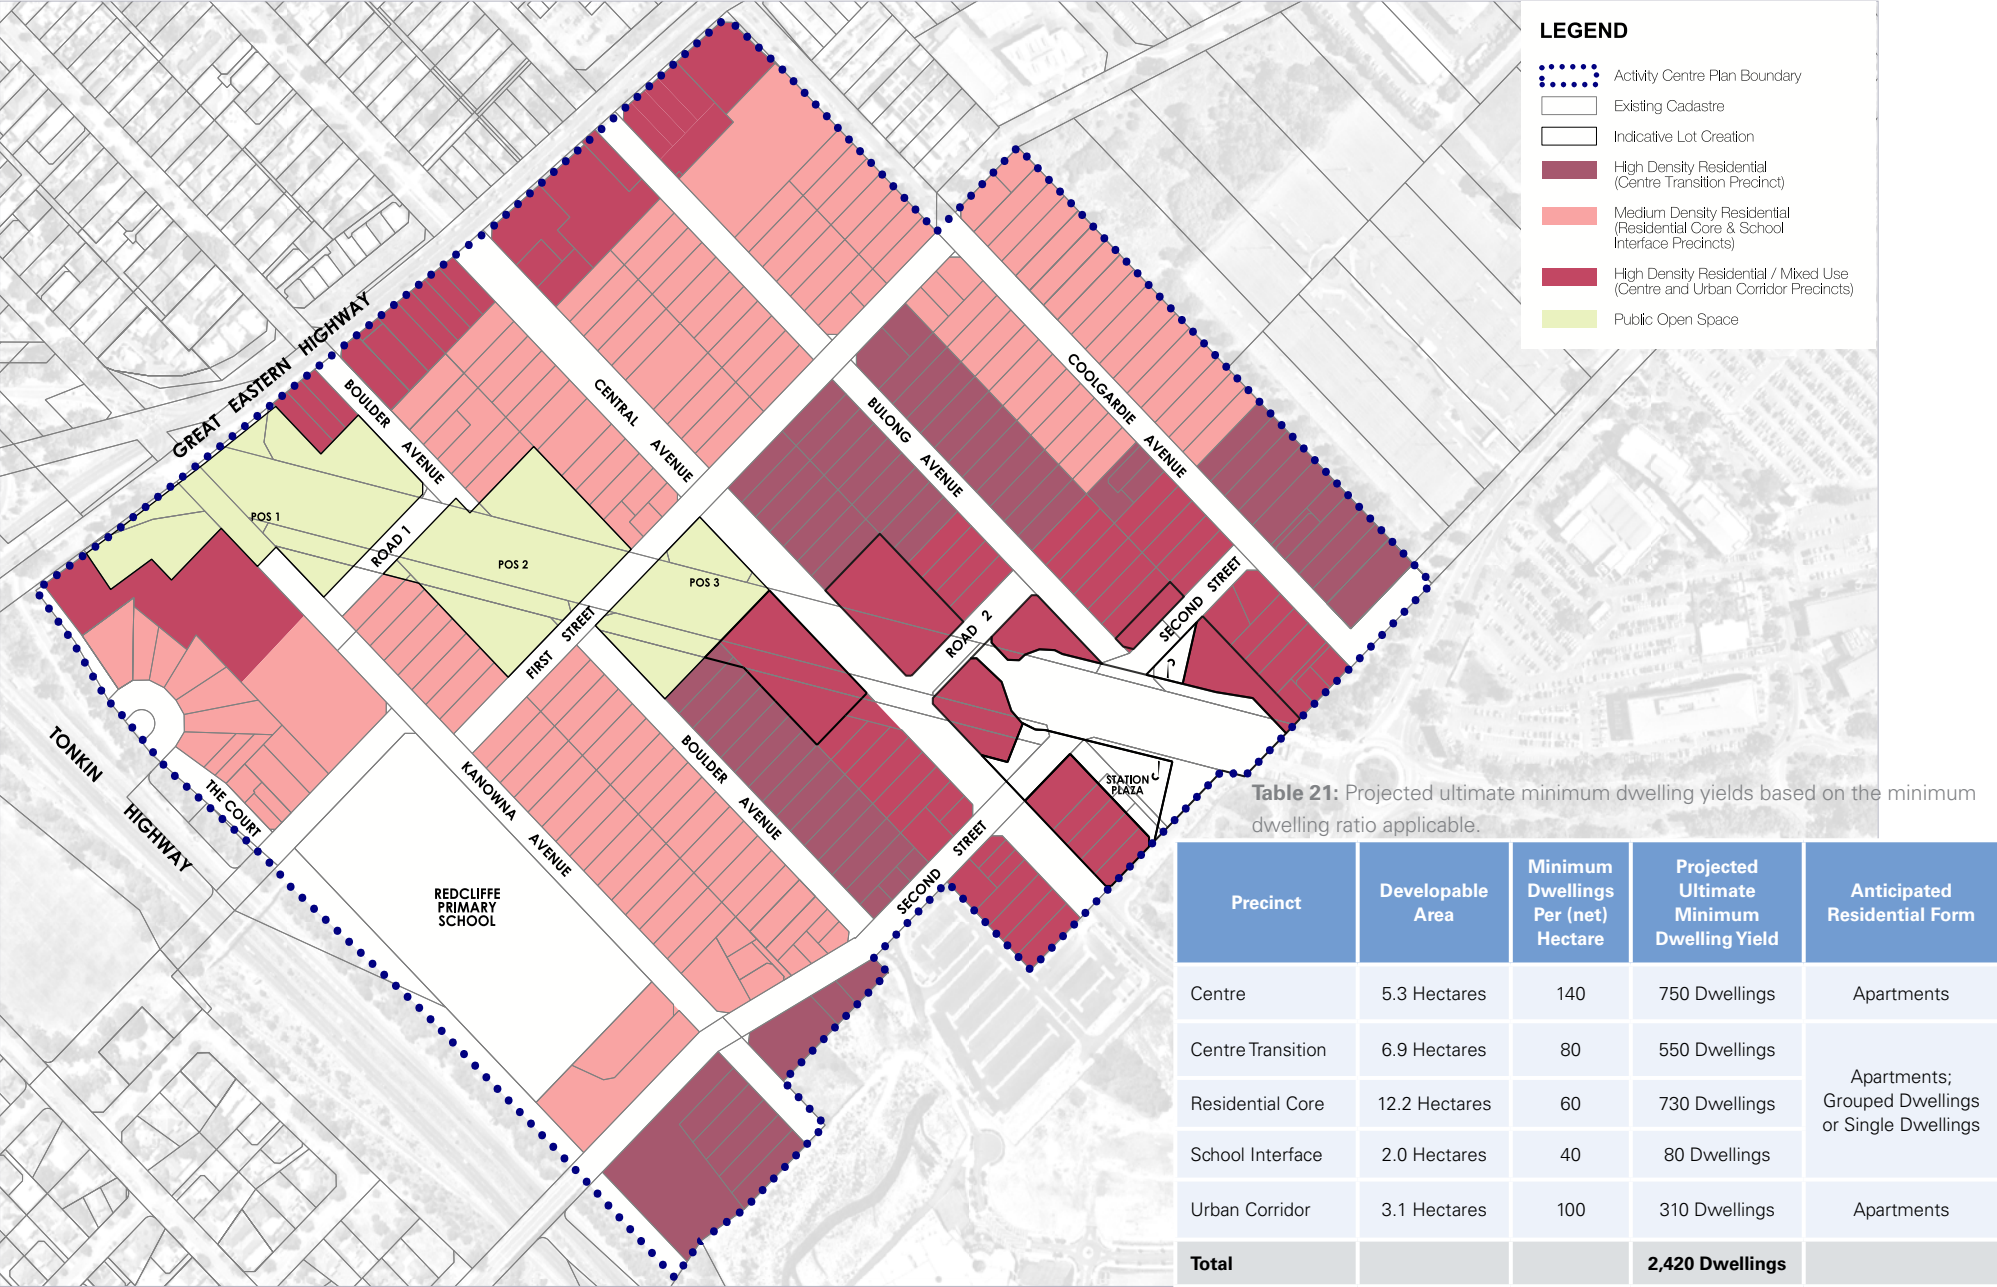 LEGEND
Activity Centre Plan Boundary
Existing Cadastre
Indicative Lot Creation
High Density Residential
(Centre Transition Precinct)
Medium Density Residential
(Residential Core & School
Interface Precincts)
High Density Residential / Mixed Use
(Centre and Urban Corridor Precincts)
Public Open Space
GREAT EASTERN HIGHWAY
BOULDER AVENUE
CENTRAL AVENUE
COOLGARDIE AVENUE
BULONG AVENUE
POS 1
ROAD 1
POS 2
POS 3
FIRST STREET
ROAD 2
SECOND STREET
TONKIN HIGHWAY
THE COURT
KANOWNA AVENUE
BOULDER AVENUE
STATION
PLAZA
SECOND STREET
REDCLIFFE
PRIMARY
SCHOOL
Table 21: Projected ultimate minimum dwelling yields based on the minimum
dwelling ratio applicable.
Precinct
Developable
Area
Minimum
Dwellings
Per (net)
Hectare
Projected
Ultimate
Minimum
Dwelling Yield
Anticipated
Residential Form
Centre 5.3 Hectares 140 750 Dwellings Apartments
Centre Transition 6.9 Hectares 80 550 Dwellings
Apartments;
Grouped Dwellings
or Single Dwellings
Residential Core 12.2 Hectares 60 730 Dwellings
School Interface 2.0 Hectares 40 80 Dwellings
Urban Corridor 3.1 Hectares 100 310 Dwellings Apartments
Total 2,420 Dwellings